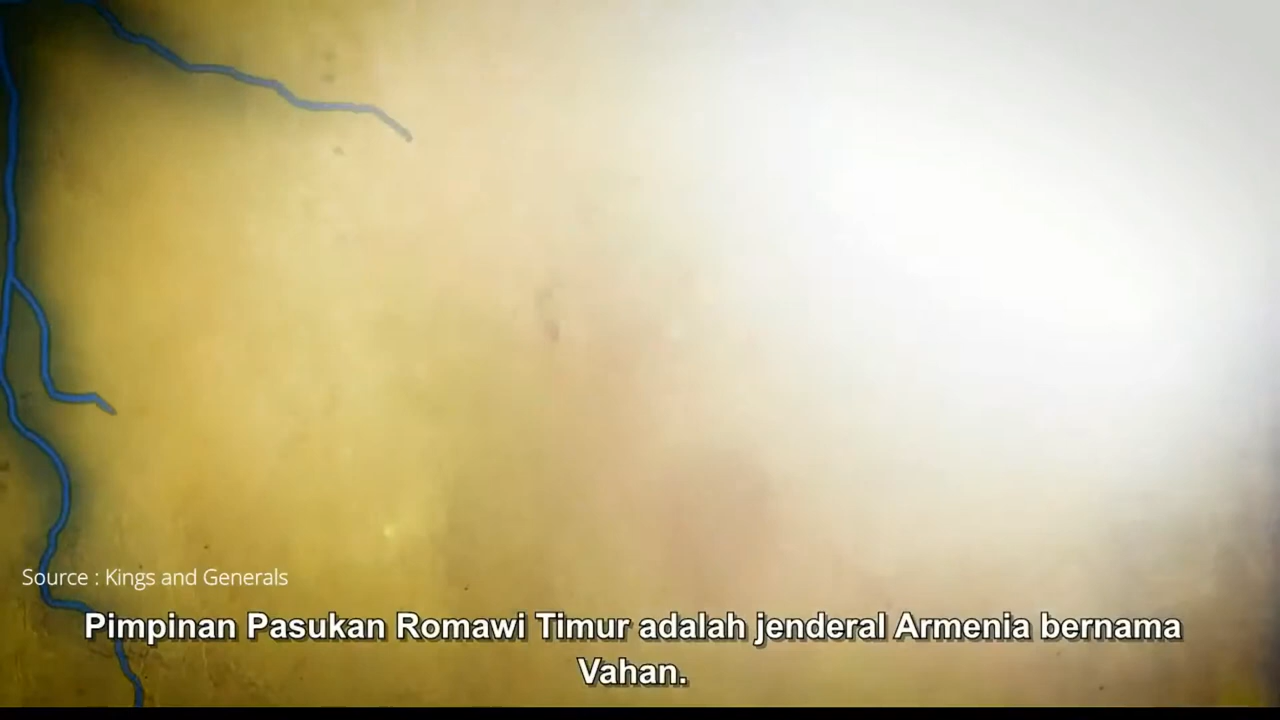 Source : Kings and Generals
Pimpinan Pasukan Romawi Timur adalah jenderal Armenia bernama
Vahan.